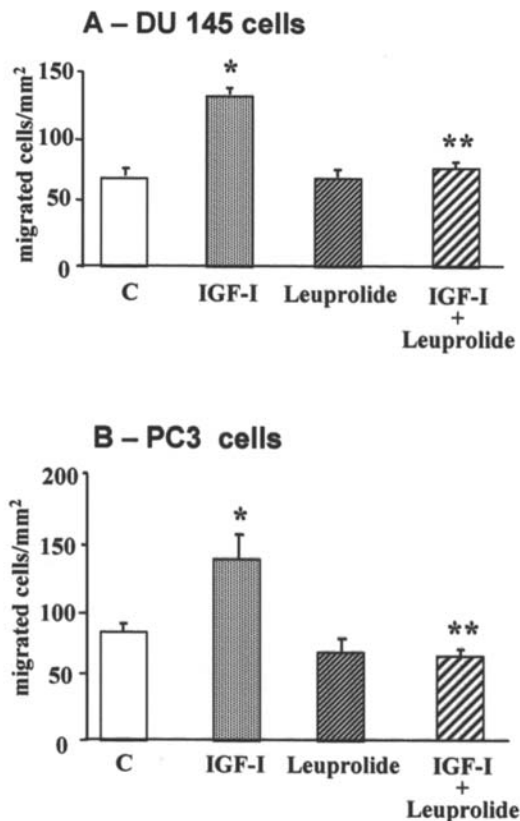 A – DU 145 cells
migrated cells/mm²
150
100
50
0
*
**
C IGF-I Leuprolide IGF-I
+
Leuprolide
B – PC3 cells
migrated cells/mm²
200
150
100
50
0
*
**
C IGF-I Leuprolide IGF-I
+
Leuprolide